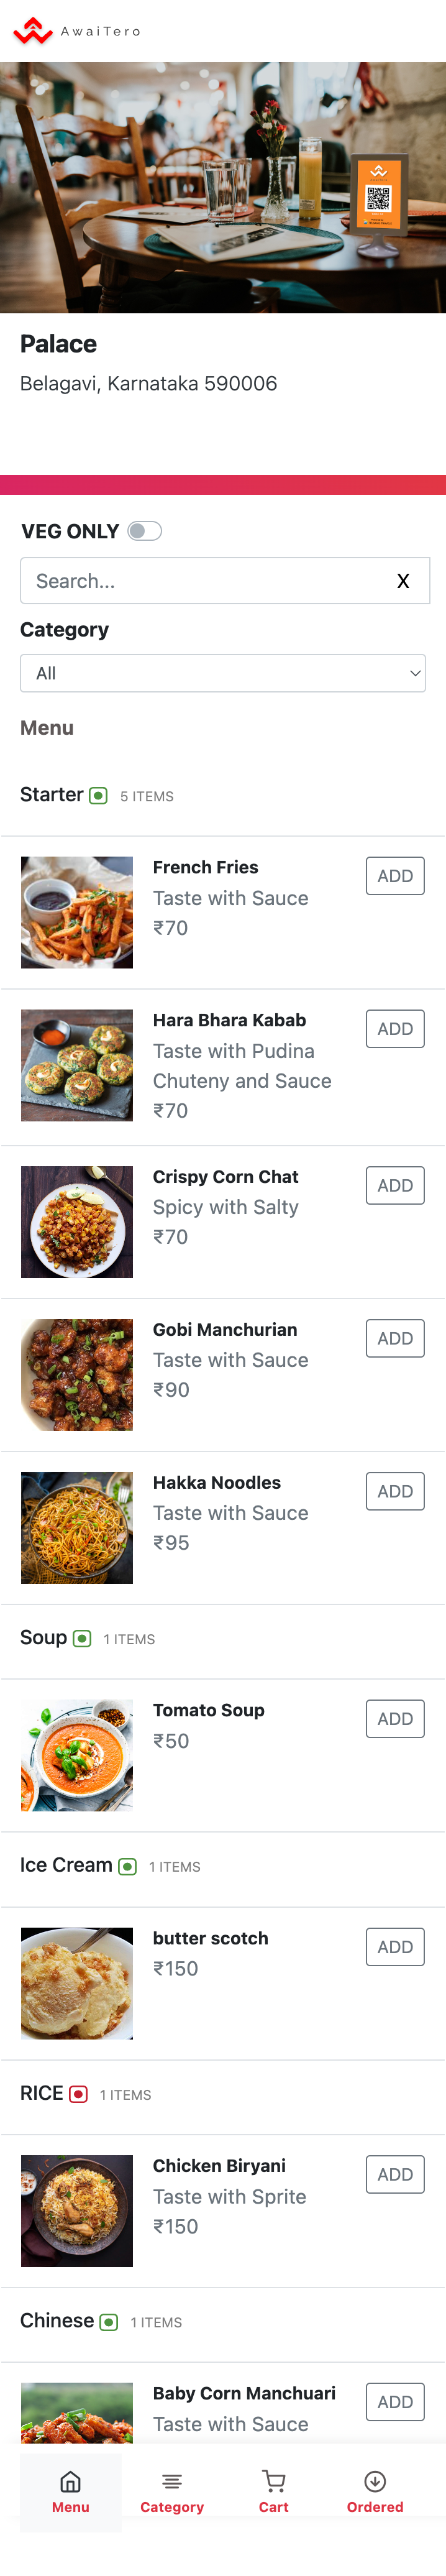 AwaiTero
Palace
Belagavi, Karnataka 590006
VEG ONLY
Search...
X
Category
All
Menu
Starter 5 ITEMS
French Fries
ADD
Taste with Sauce
₹70
Hara Bhara Kabab
ADD
Taste with Pudina
Chuteny and Sauce
₹70
Crispy Corn Chat
ADD
Spicy with Salty
₹70
Gobi Manchurian
ADD
Taste with Sauce
₹90
Hakka Noodles
ADD
Taste with Sauce
₹95
Soup 1 ITEMS
Tomato Soup
ADD
₹50
Ice Cream 1 ITEMS
butter scotch
ADD
₹150
RICE 1 ITEMS
Chicken Biryani
ADD
Taste with Sprite
₹150
Chinese 1 ITEMS
Baby Corn Manchuari
ADD
Taste with Sauce
Menu Category Cart Ordered